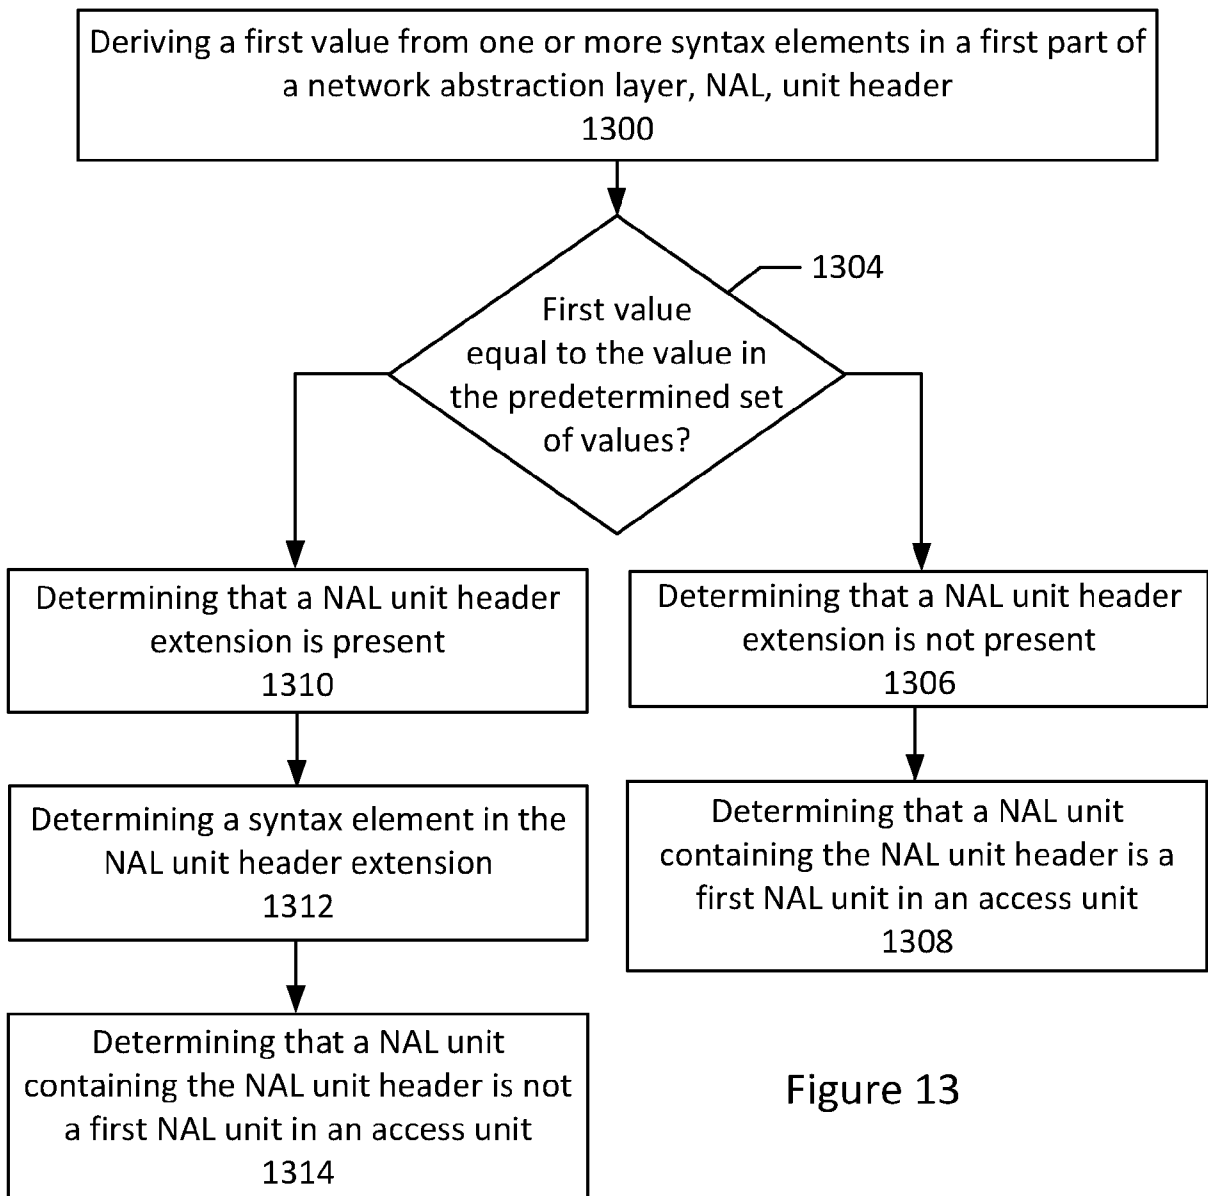 Deriving a first value from one or more syntax elements in a first part of
a network abstraction layer, NAL, unit header
1300
1304
First value
equal to the value in
the predetermined set
of values?
Determining that a NAL unit header
extension is present
1310
Determining that a NAL unit header
extension is not present
1306
Determining a syntax element in the
NAL unit header extension
1312
Determining that a NAL unit
containing the NAL unit header is a
first NAL unit in an access unit
1308
Determining that a NAL unit
containing the NAL unit header is not
a first NAL unit in an access unit
1314
Figure 13